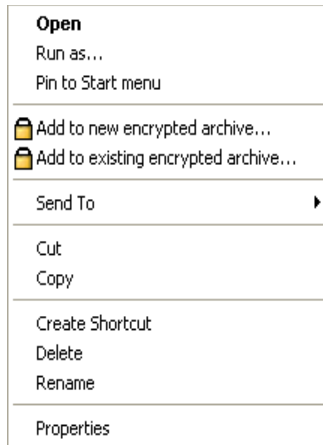 Open
Run as...
Pin to Start menu
Add to new encrypted archive...
Add to existing encrypted archive...
Send To
Cut
Copy
Create Shortcut
Delete
Rename
Properties